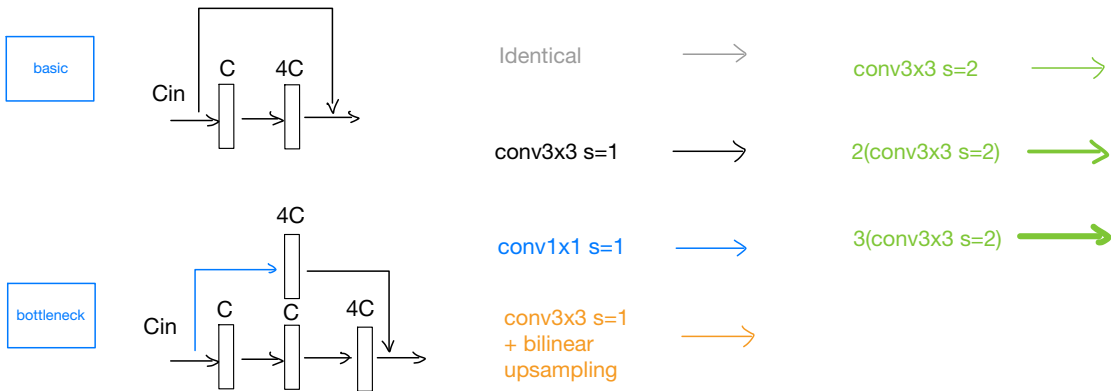 basic
Cin
C
4C
bottleneck
Cin
4C
C
C
4C
Identical
conv3x3 s=1
conv1x1 s=1
conv3x3 s=1
+ bilinear
upsampling
conv3x3 s=2
2(conv3x3 s=2)
3(conv3x3 s=2)